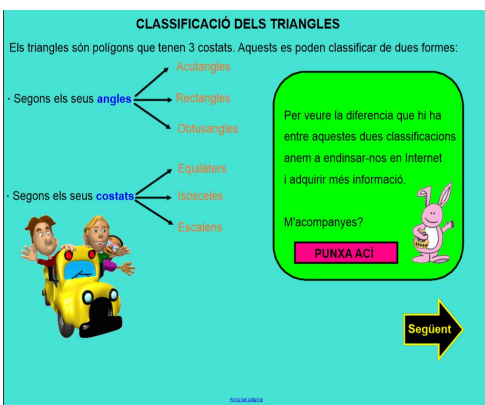 CLASSIFICACIÓ DELS TRIANGLES
Els triangles són polígons que tenen 3 costats. Aquests es poden classificar de dues formes:
Acutangles
· Segons els seus angles
Rectangles
Obtusangles
Equilàters
· Segons els seus costats
Isósceles
Escalens
Per veure la diferencia que hi ha
entre aquestes dues classificacions
anem a endinsar-nos en Internet
i adquirir més informació.
M'acompanyes?
PUNXA ACÍ
Següent